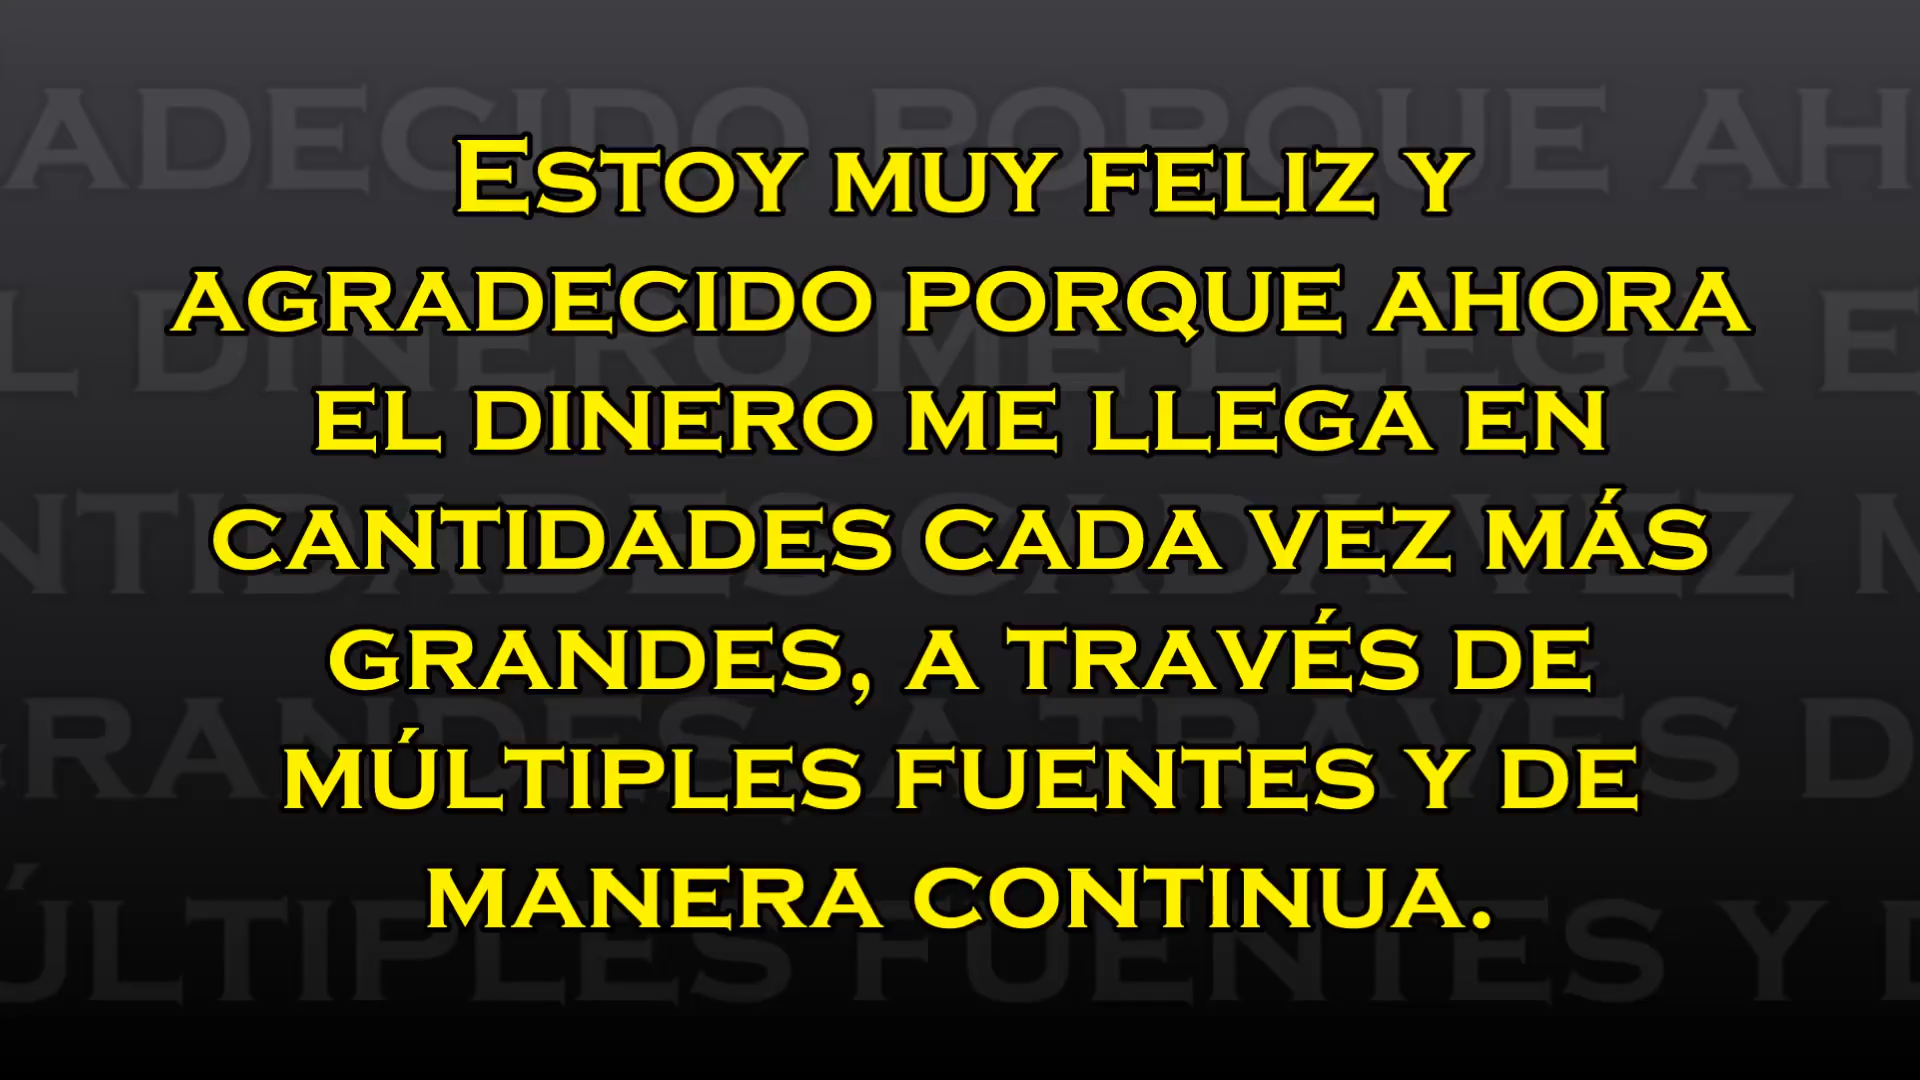 Estoy muy feliz y
agradecido porque ahora
el dinero me llega en
cantidades cada vez más
grandes, a través de
múltiples fuentes y de
manera continua.